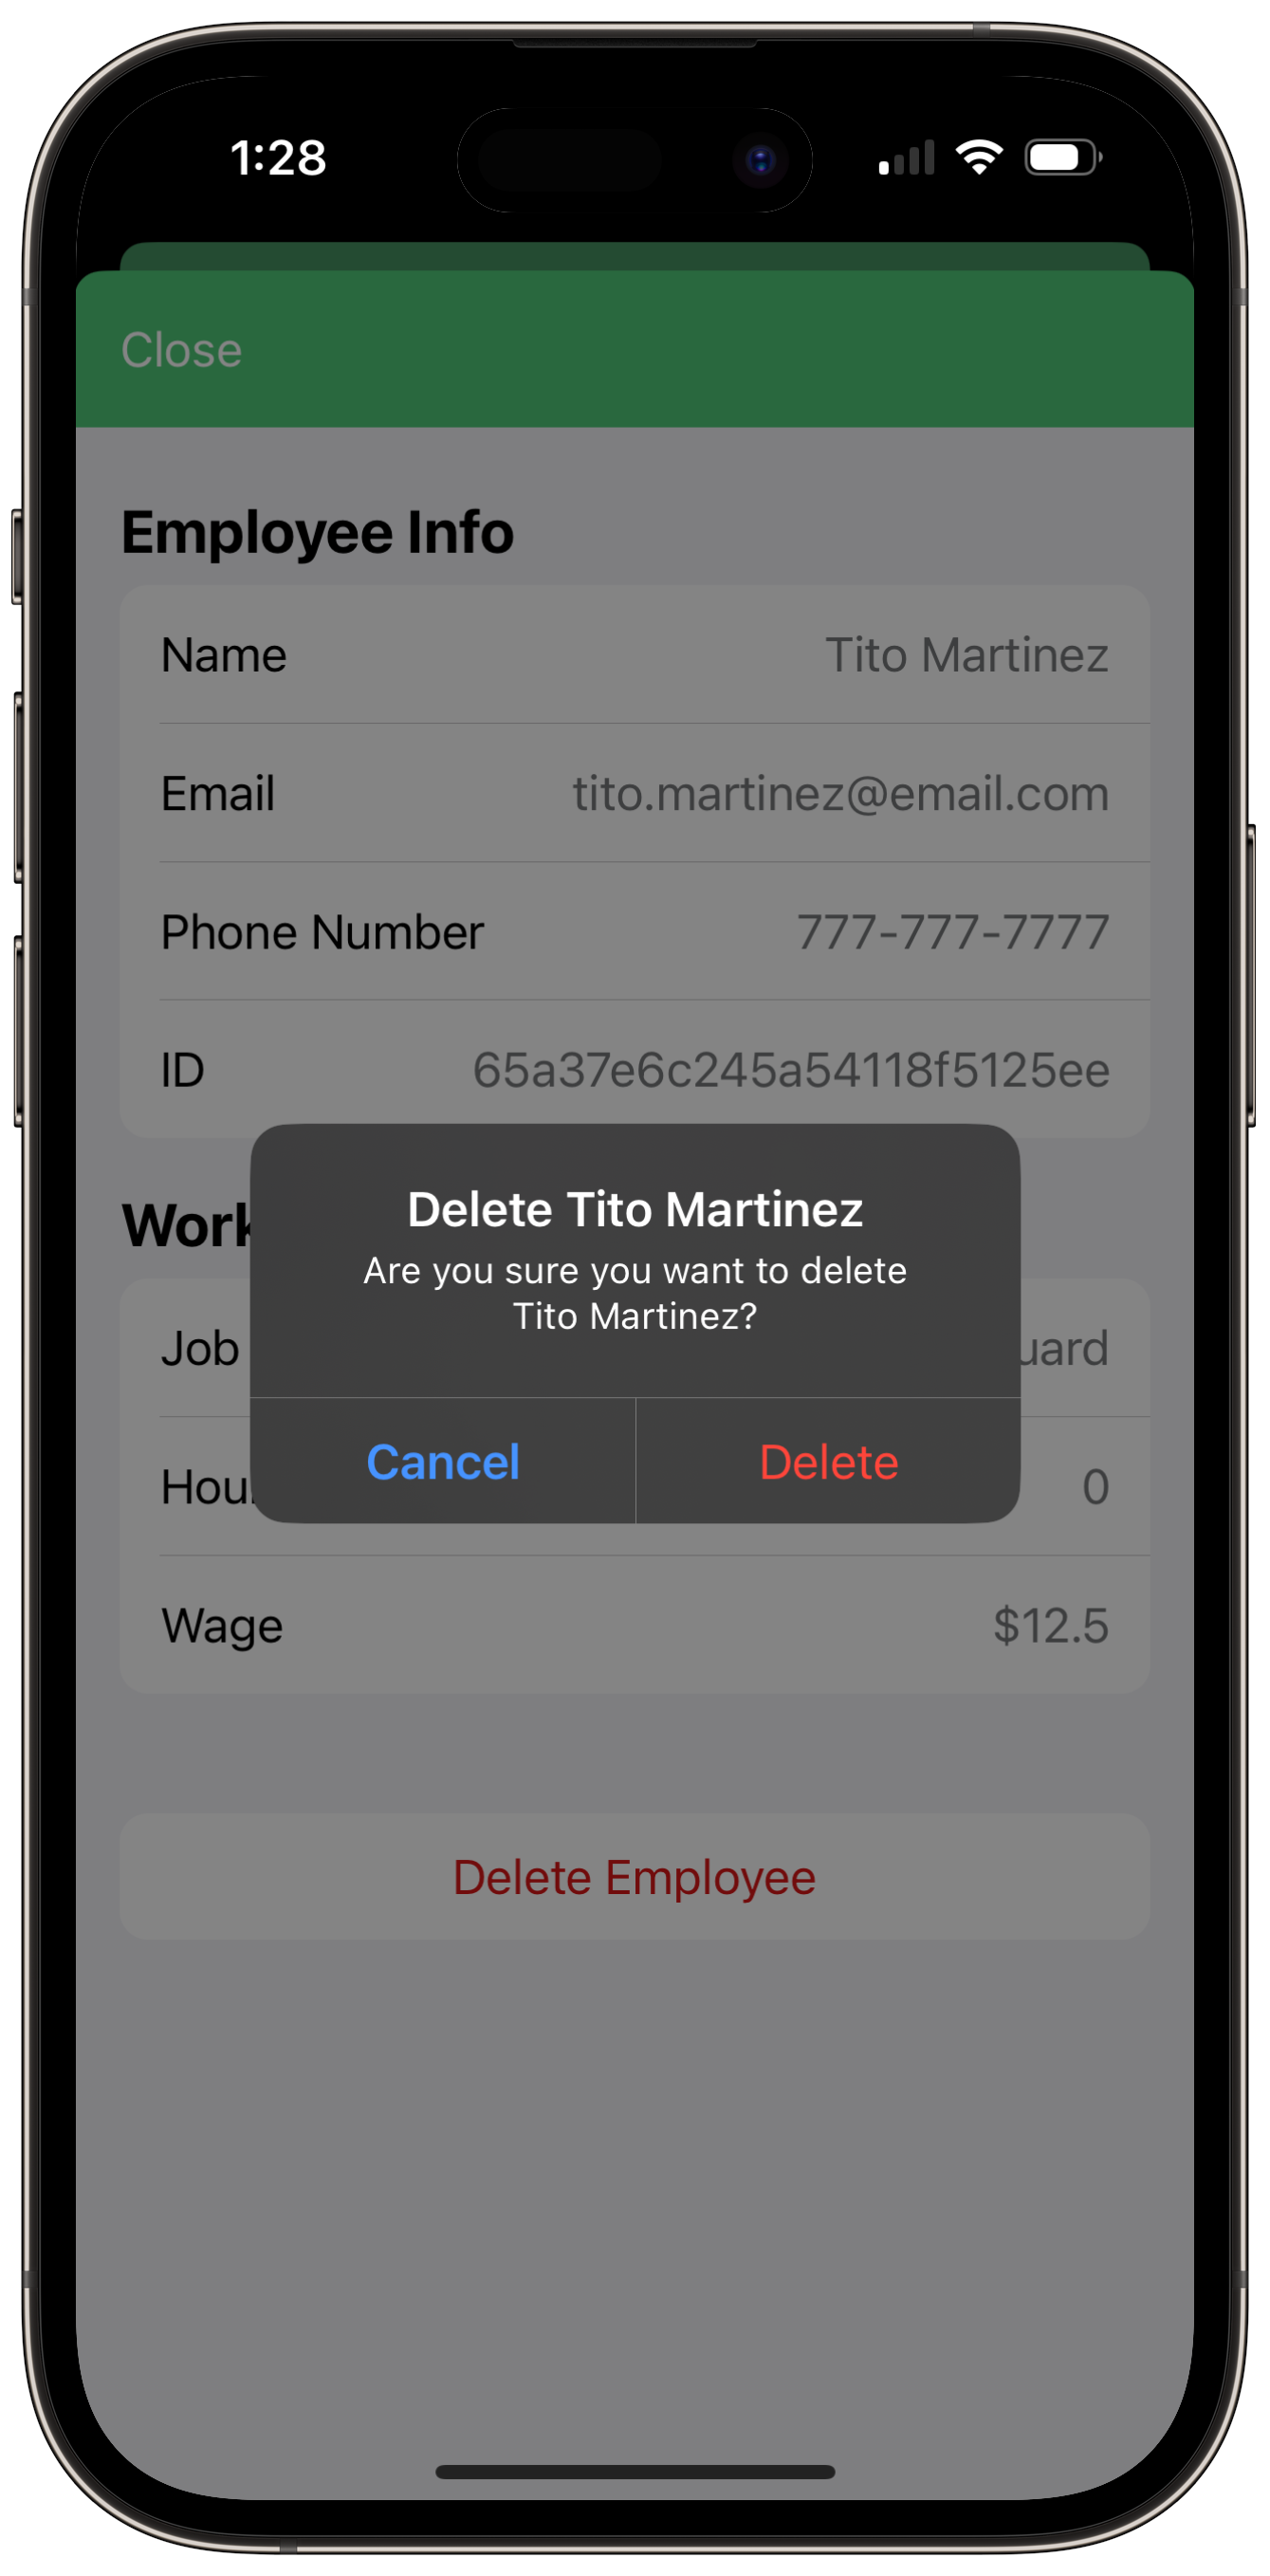 1:28
Close
Employee Info
Name Tito Martinez
Email tito.martinez@email.com
Phone Number 777-777-7777
ID 65a37e6c245a54118f5125ee
Delete Tito Martinez
Are you sure you want to delete
Tito Martinez?
Cancel Delete
Work
Job
0
Wage $12.5
Delete Employee